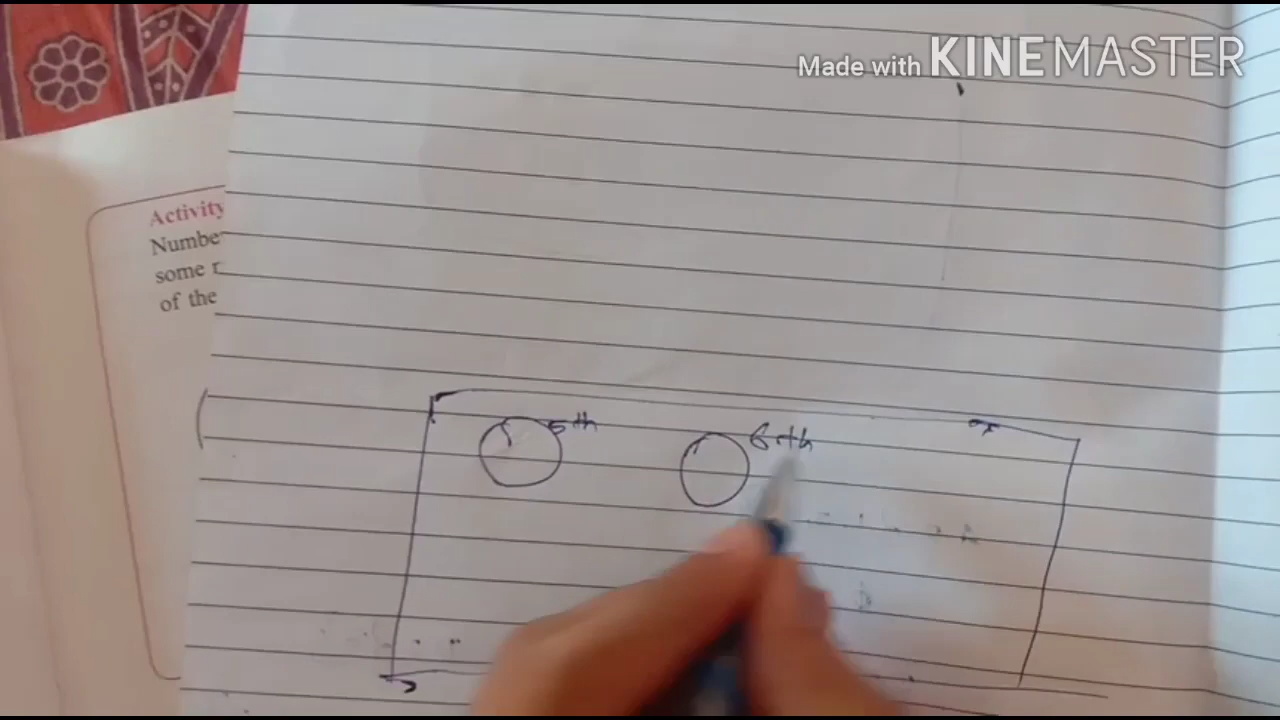 Made with KINEMASTER
Activity
Numbe
some r
of the
5th
6th